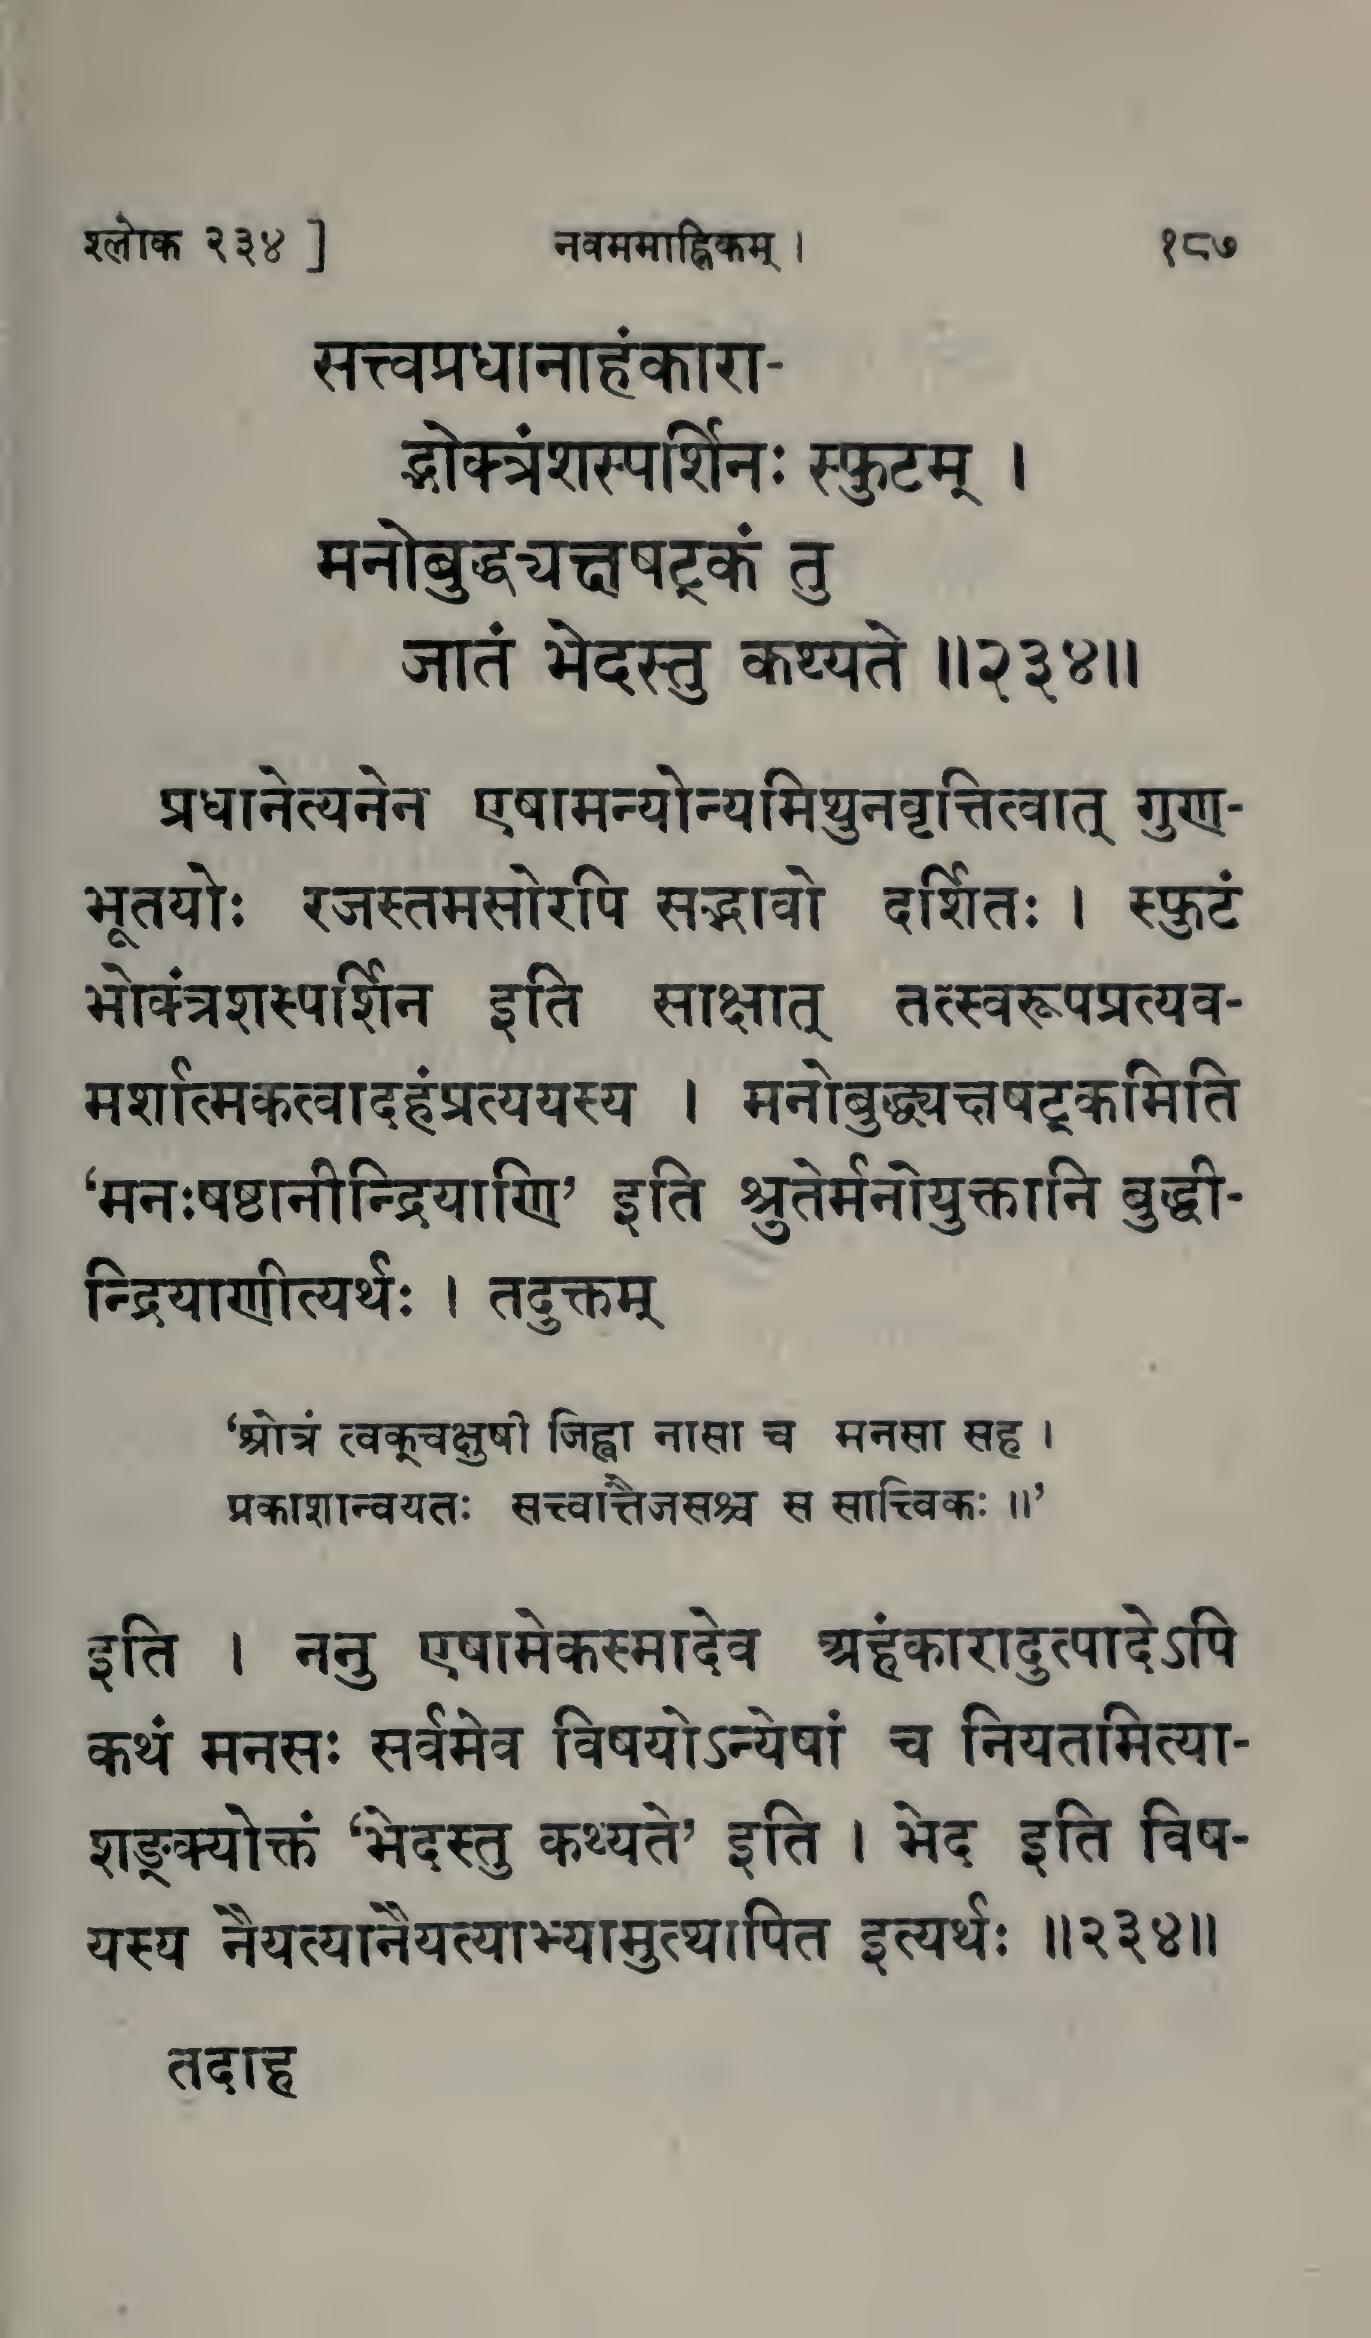 श्लोक २३४ ] नवममाह्निकम् । १८७
सत्त्वप्रधानाहंकारा-
द्भोक्त्रंशस्पर्शिनः स्फुटम् ।
मनोबुद्ध्यक्षषट्कं तु
जातं भेदस्तु कथ्यते ॥२३४॥
प्रधानेत्यनेन एषामन्योन्यमिथुनवृत्तित्वात् गुण-
भूतयोः रजस्तमसोरपि सद्भावो दर्शितः । स्फुटं
भोक्त्रंशस्पर्शिन इति साक्षात् तत्स्वरूपप्रत्यव-
मर्शात्मकत्वादहंप्रत्ययस्य । मनोबुद्ध्यक्षषट्कमिति
‘मनःषष्ठानीन्द्रियाणि’ इति श्रुतेर्मनोयुक्तानि बुद्धी-
न्द्रियाणीत्यर्थः । तदुक्तम्
‘श्रोत्रं त्वक्चक्षुषी जिह्वा नासा च मनसा सह ।
प्रकाशान्वयतः सत्त्वात्तैजसश्च स सात्त्विकः ॥’
इति । ननु एषामेकस्मादेव अहंकारादुत्पादेऽपि
कथं मनसः सर्वमेव विषयोऽन्येषां च नियतमित्या-
शङ्क्योक्तं ‘भेदस्तु कथ्यते’ इति । भेद इति विष-
यस्य नैयत्यानैयत्याभ्यामुत्थापित इत्यर्थः ॥२३४॥
तदाह